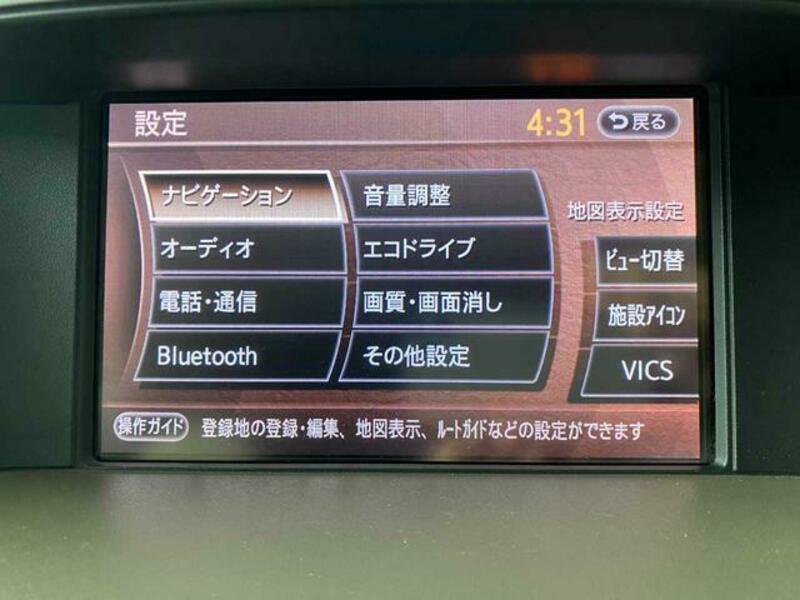 設定
4:31
戻る
ナビゲーション
音量調整
地図表示設定
オーディオ
エコドライブ
ビュー切替
電話・通信
画質・画面消し
施設アイコン
Bluetooth
その他設定
VICS
操作ガイド
登録地の登録・編集、地図表示、ルートガイドなどの設定ができます